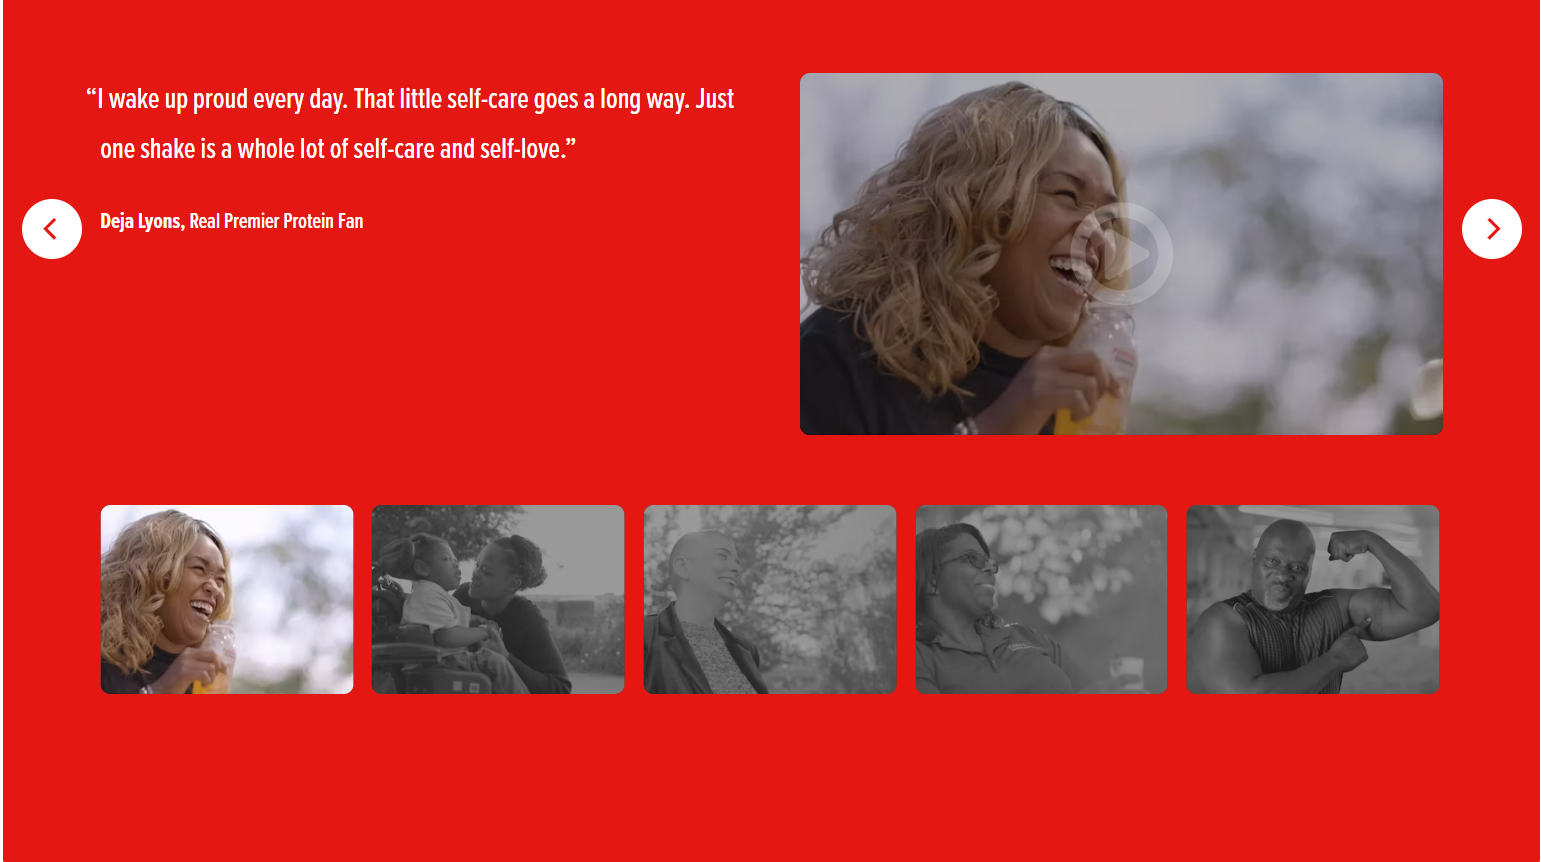 “I wake up proud every day. That little self-care goes a long way. Just
one shake is a whole lot of self-care and self-love.”
Deja Lyons, Real Premier Protein Fan